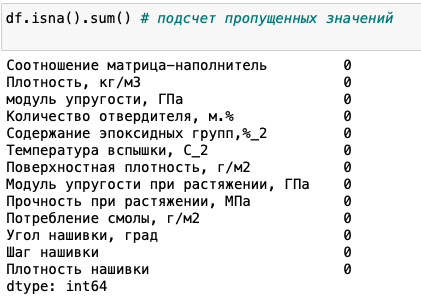 df.isna().sum() # подсчет пропущенных значений
Соотношение матрица-наполнитель 0
Плотность, кг/м3 0
модуль упругости, ГПа 0
Количество отвердителя, м.% 0
Содержание эпоксидных групп,%_2 0
Температура вспышки, С_2 0
Поверхностная плотность, г/м2 0
Модуль упругости при растяжении, ГПа 0
Прочность при растяжении, МПа 0
Потребление смолы, г/м2 0
Угол нашивки, град 0
Шаг нашивки 0
Плотность нашивки 0
dtype: int64